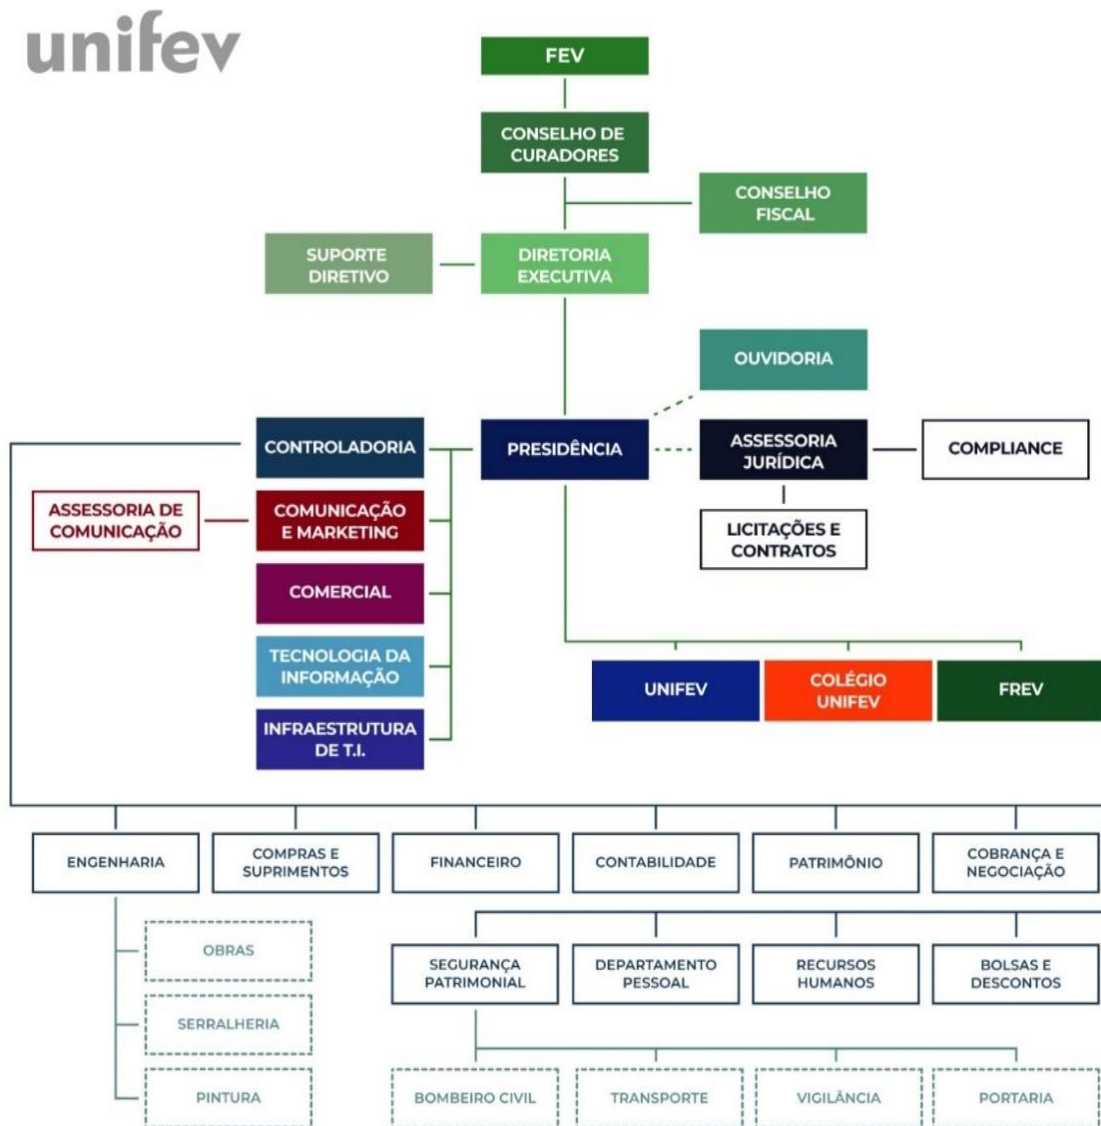 unifev
FEV
CONSELHO DE
CURADORES
CONSELHO
FISCAL
SUPORTE
DIRETIVO
DIRETORIA
EXECUTIVA
OUVIDORIA
CONTROLADORIA
PRESIDÊNCIA
ASSESSORIA
JURÍDICA
COMPLIANCE
ASSESSORIA DE
COMUNICAÇÃO
COMUNICAÇÃO
E MARKETING
LICITAÇÕES E
CONTRATOS
COMERCIAL
TECNOLOGIA DA
INFORMAÇÃO
UNIFEV
COLÉGIO
UNIFEV
FREV
INFRAESTRUTURA
DE T.I.
ENGENHARIA
COMPRAS E
SUPRIMENTOS
FINANCEIRO
CONTABILIDADE
PATRIMÔNIO
COBRANÇA E
NEGOCIAÇÃO
OBRAS
SEGURANÇA
PATRIMONIAL
DEPARTAMENTO
PESSOAL
RECURSOS
HUMANOS
BOLSAS E
DESCONTOS
SERRALHERIA
PINTURA
BOMBEIRO CIVIL
TRANSPORTE
VIGILÂNCIA
PORTARIA